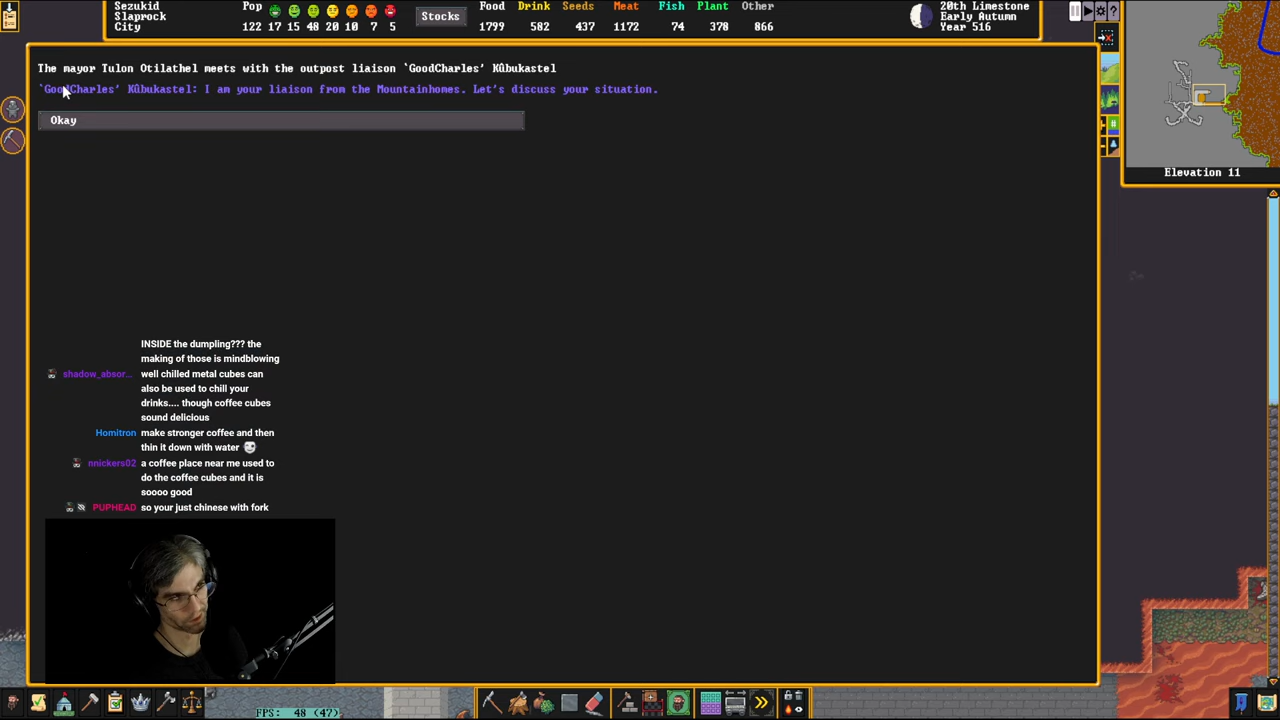 Sezukid
Slaprock
City
Pop
122 17 15 48 20 10 7 5
Stocks
Food Drink Seeds Meat Fish Plant Other
1799 582 437 1172 74 378 866
20th Limestone
Early Autumn
Year 516
The mayor Iulon Otilathel meets with the outpost liaison `GoodCharles' Kûbukastel
`GoodCharles' Kûbukastel: I am your liaison from the Mountainhomes. Let's discuss your situation.
Okay
Elevation 11
INSIDE the dumpling??? the
making of those is mindblowing
shadow_absor... well chilled metal cubes can
also be used to chill your
drinks.... though coffee cubes
sound delicious
Homitron make stronger coffee and then
thin it down with water
nnickers02 a coffee place near me used to
do the coffee cubes and it is
soooo good
PUPHEAD so your just chinese with fork
FPS: 48 (47)